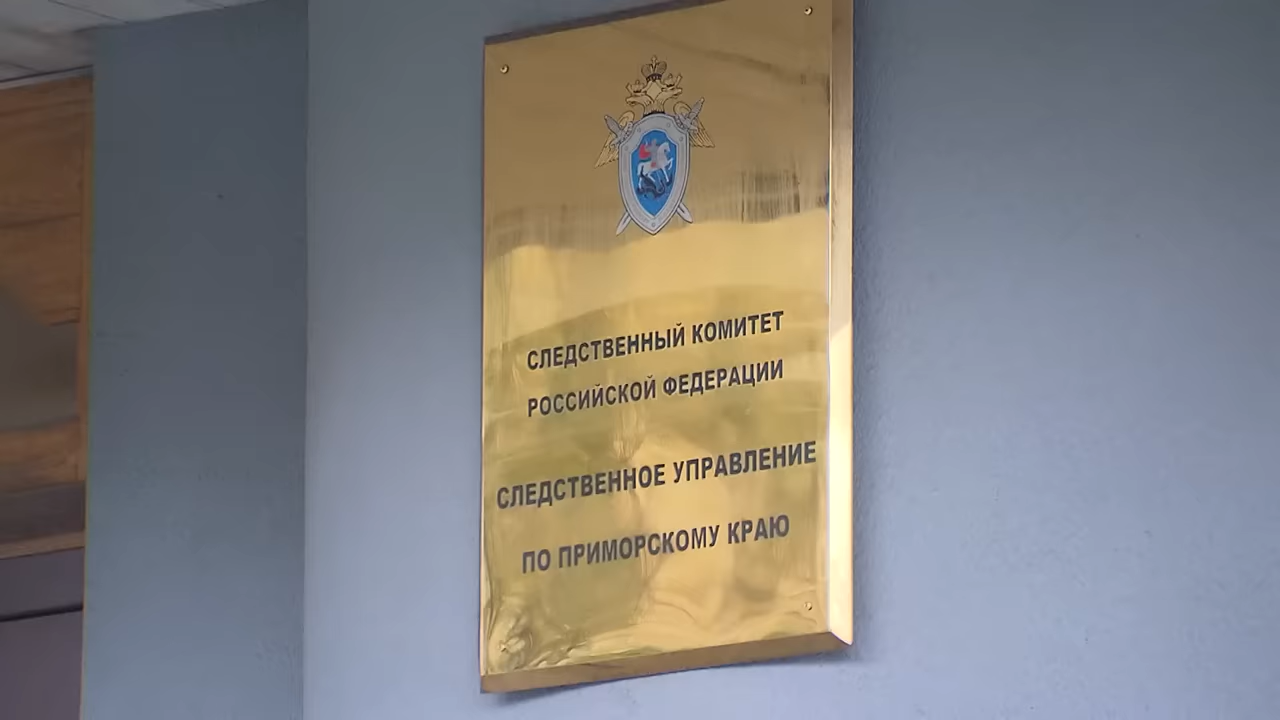 СЛЕДСТВЕННЫЙ КОМИТЕТ
РОССИЙСКОЙ ФЕДЕРАЦИИ
СЛЕДСТВЕННОЕ УПРАВЛЕНИЕ
ПО ПРИМОРСКОМУ КРАЮ